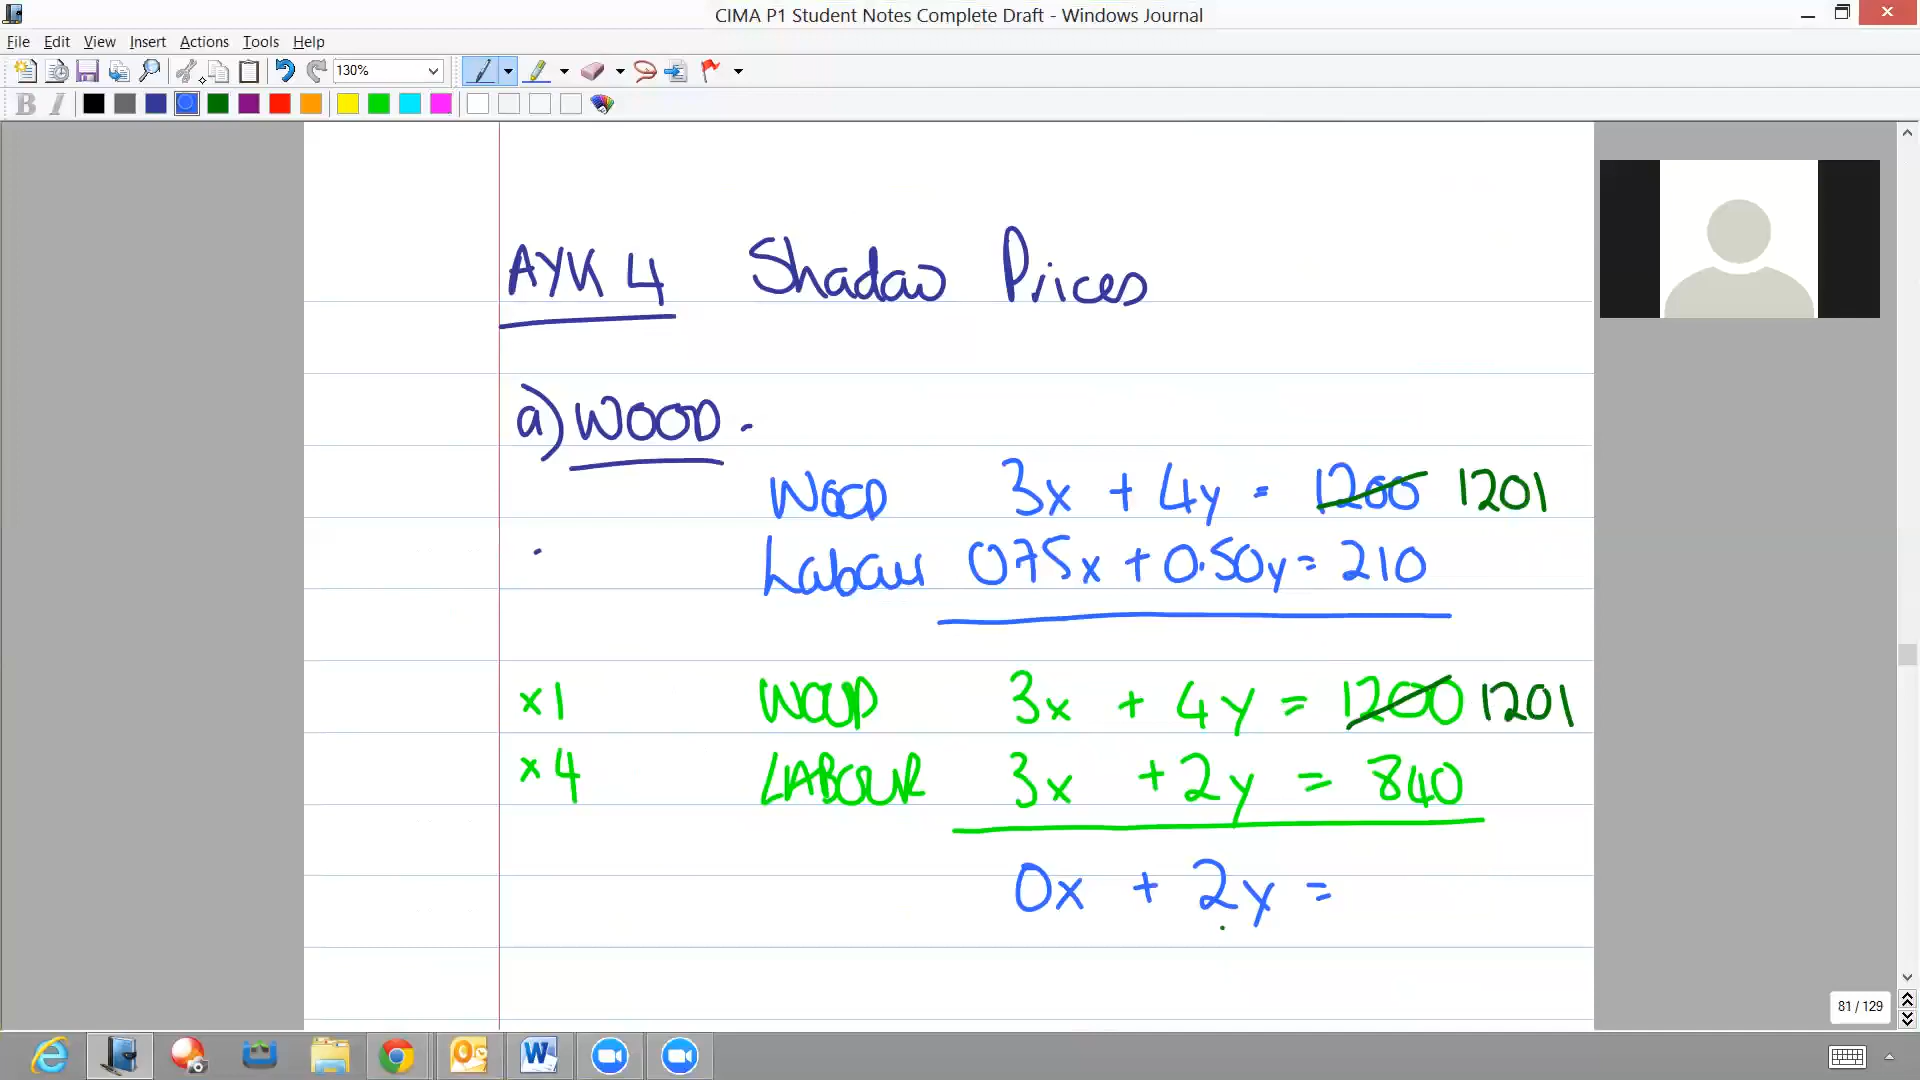 CIMA P1 Student Notes Complete Draft - Windows Journal
File Edit View Insert Actions Tools Help
130%
B I
AYK 4 Shadow Prices
a) WOOD.
WOOD 3x + 4y = 1200 1201
Labour 075x + 0.50y = 210
x1 WOOD 3x + 4y = 1200 1201
x4 LABOUR 3x + 2y = 840
0x + 2y =
81 / 129